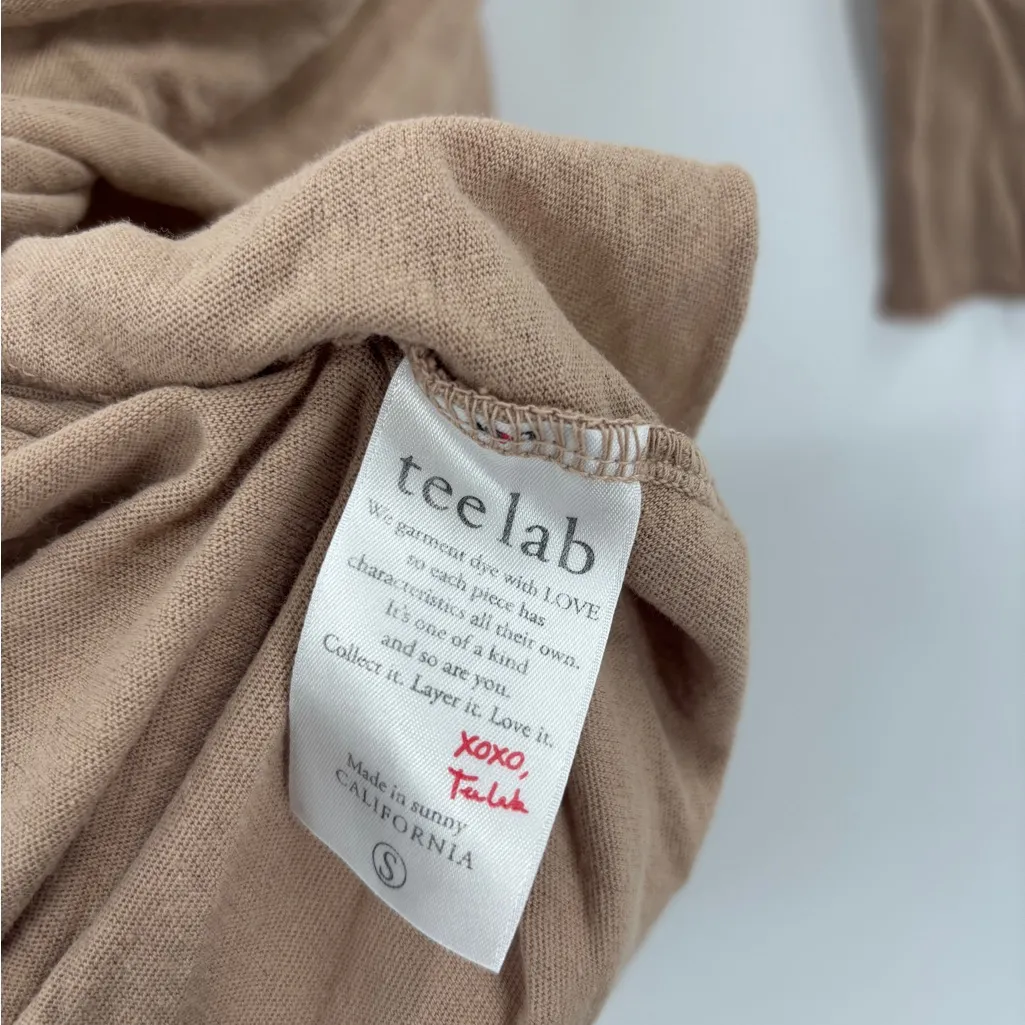 tee lab
We garment dye with LOVE
so each piece has
characteristics all their own.
It's one of a kind
and so are you.
Collect it. Layer it. Love it.
xoxo,
TeeLab
Made in sunny
CALIFORNIA
S